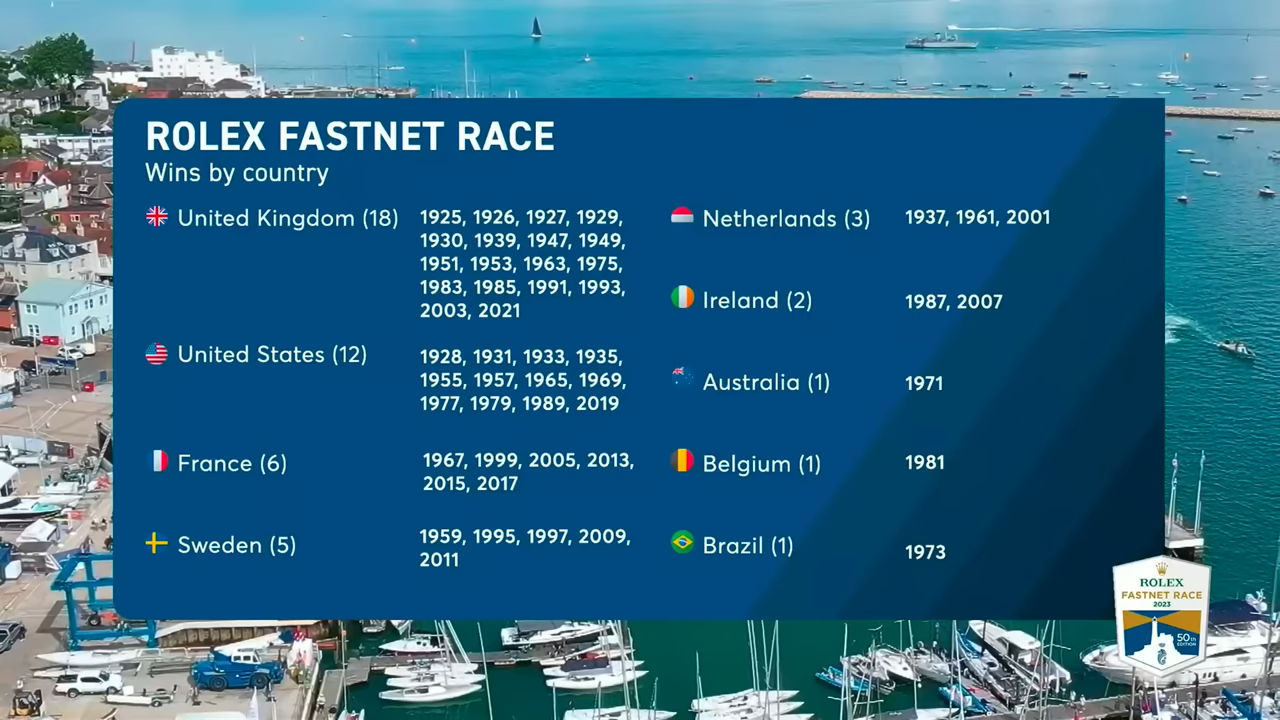 ROLEX FASTNET RACE
Wins by country
United Kingdom (18)
1925, 1926, 1927, 1929,
1930, 1939, 1947, 1949,
1951, 1953, 1963, 1975,
1983, 1985, 1991, 1993,
2003, 2021
United States (12)
1928, 1931, 1933, 1935,
1955, 1957, 1965, 1969,
1977, 1979, 1989, 2019
France (6)
1967, 1999, 2005, 2013,
2015, 2017
Sweden (5)
1959, 1995, 1997, 2009,
2011
Netherlands (3)
1937, 1961, 2001
Ireland (2)
1987, 2007
Australia (1)
1971
Belgium (1)
1981
Brazil (1)
1973
ROLEX
FASTNET RACE
2023
50th
EDITION